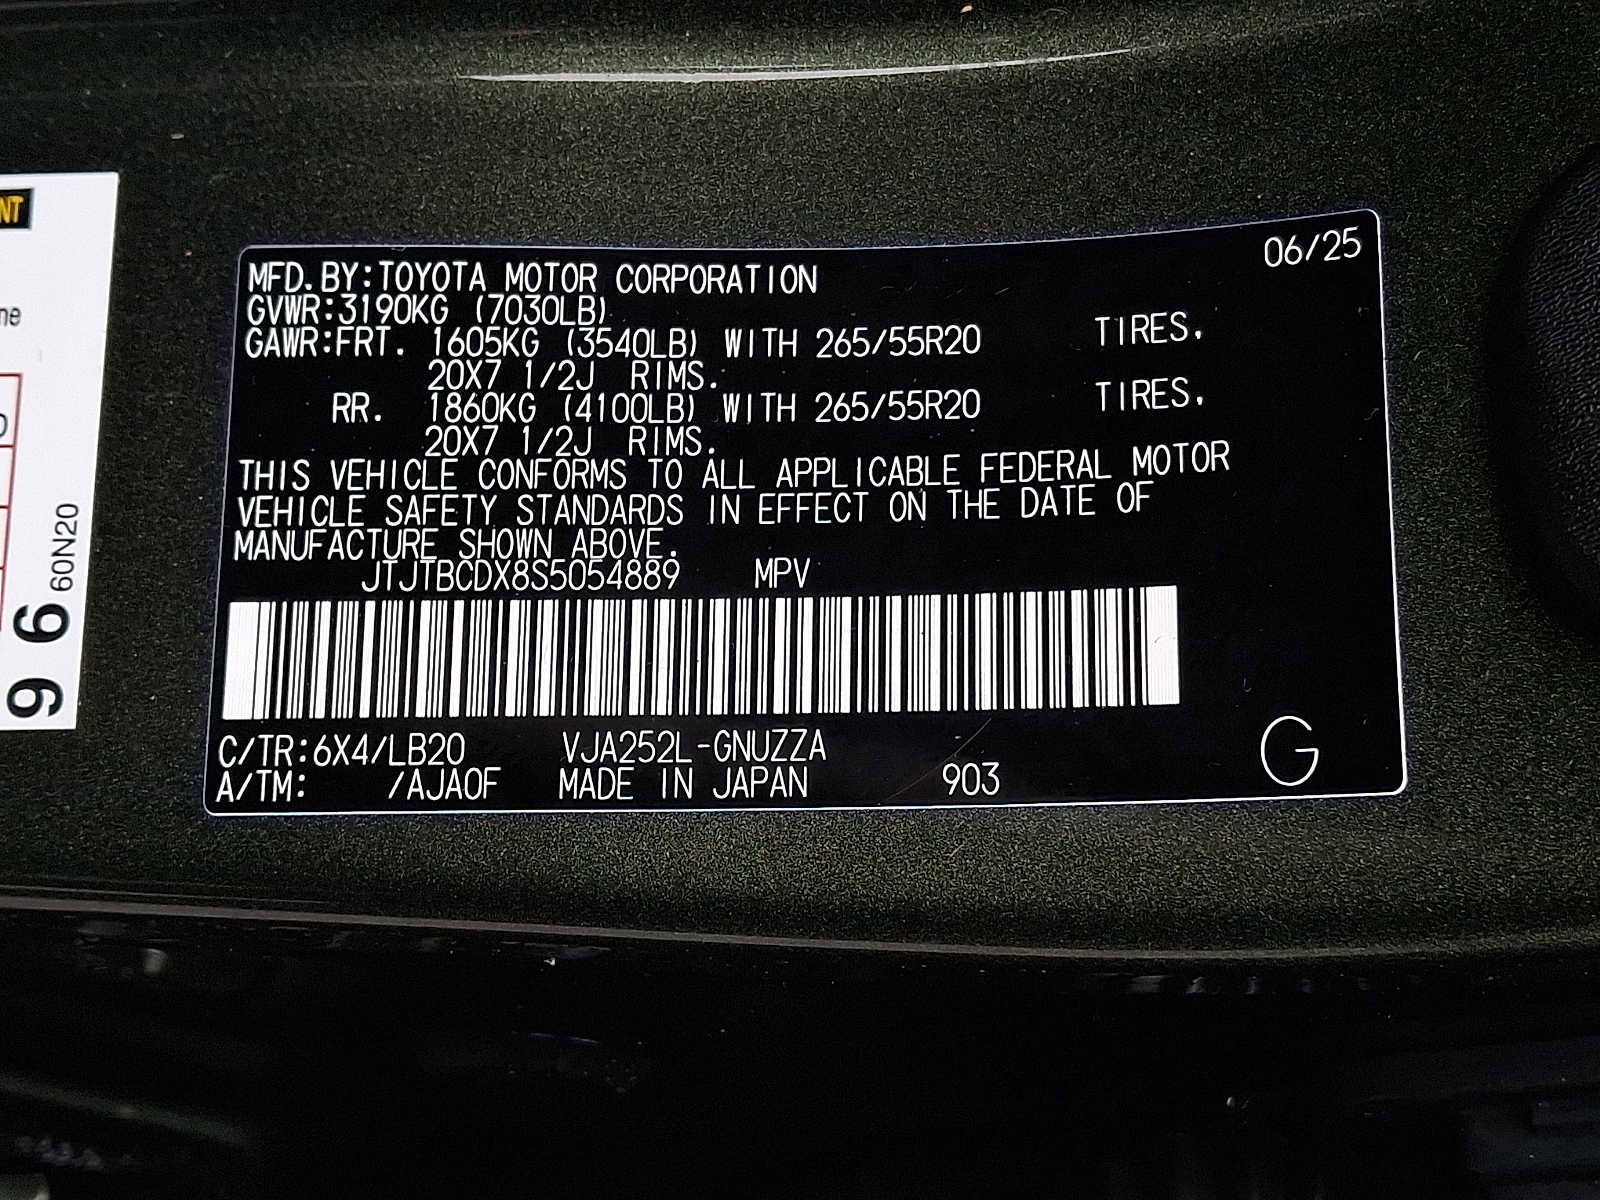 06/25
MFD.BY:TOYOTA MOTOR CORPORATION
GVWR:3190KG (7030LB)
GAWR:FRT. 1605KG (3540LB) WITH 265/55R20 TIRES.
20X7 1/2J RIMS.
RR. 1860KG (4100LB) WITH 265/55R20 TIRES.
20X7 1/2J RIMS.
THIS VEHICLE CONFORMS TO ALL APPLICABLE FEDERAL MOTOR
VEHICLE SAFETY STANDARDS IN EFFECT ON THE DATE OF
MANUFACTURE SHOWN ABOVE.
JTJTBCDX8S5054889 MPV
C/TR:6X4/LB20 VJA252L-GNUZZA
A/TM: /AJA0F MADE IN JAPAN 903 G
60N20
9 6